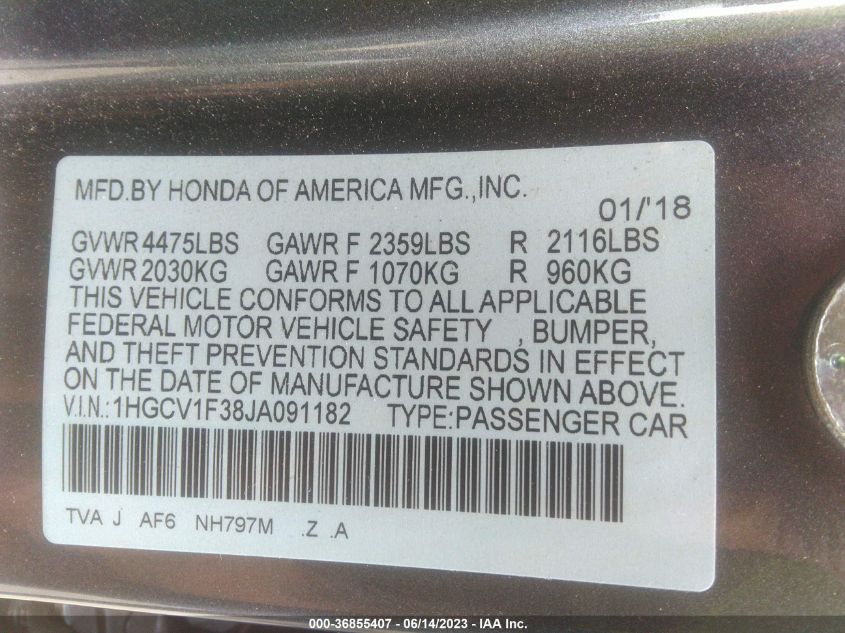 MFD.BY HONDA OF AMERICA MFG.,INC.
01/'18
GVWR 4475LBS GAWR F 2359LBS R 2116LBS
GVWR 2030KG GAWR F 1070KG R 960KG
THIS VEHICLE CONFORMS TO ALL APPLICABLE
FEDERAL MOTOR VEHICLE SAFETY , BUMPER,
AND THEFT PREVENTION STANDARDS IN EFFECT
ON THE DATE OF MANUFACTURE SHOWN ABOVE.
V.I.N.:1HGCV1F38JA091182 TYPE:PASSENGER CAR
TVA J AF6 NH797M .Z .A
000-36855407 - 06/14/2023 - IAA Inc.